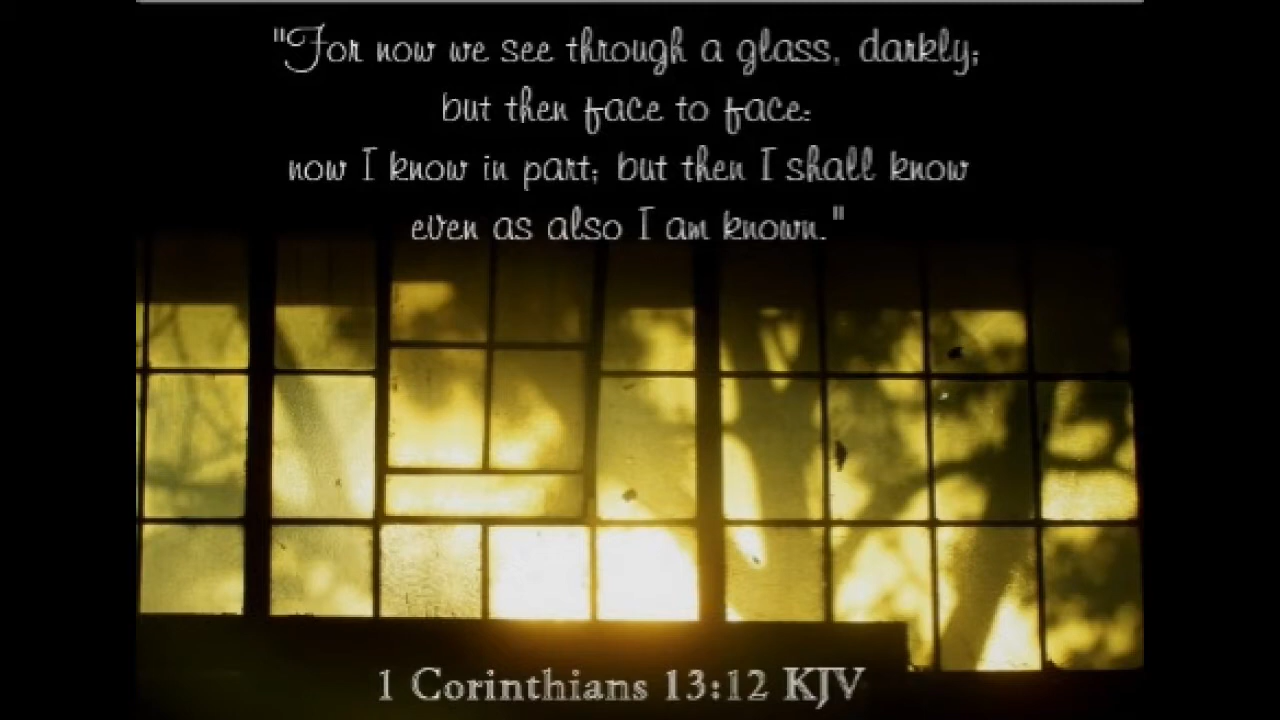 "For now we see through a glass, darkly;
but then face to face:
now I know in part; but then I shall know
even as also I am known."
1 Corinthians 13:12 KJV